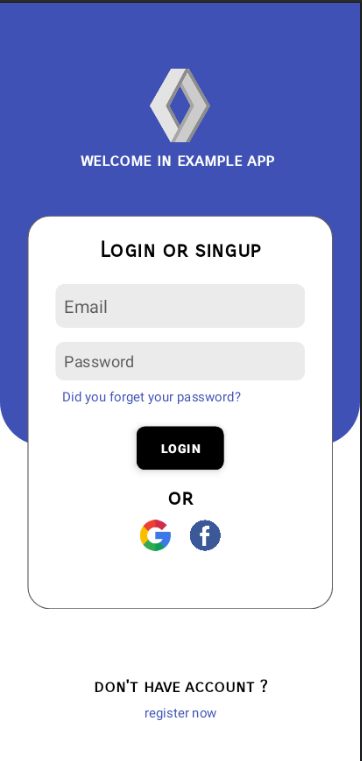 WELCOME IN EXAMPLE APP
LOGIN OR SINGUP
Email
Password
Did you forget your password?
LOGIN
OR
DON'T HAVE ACCOUNT ?
register now